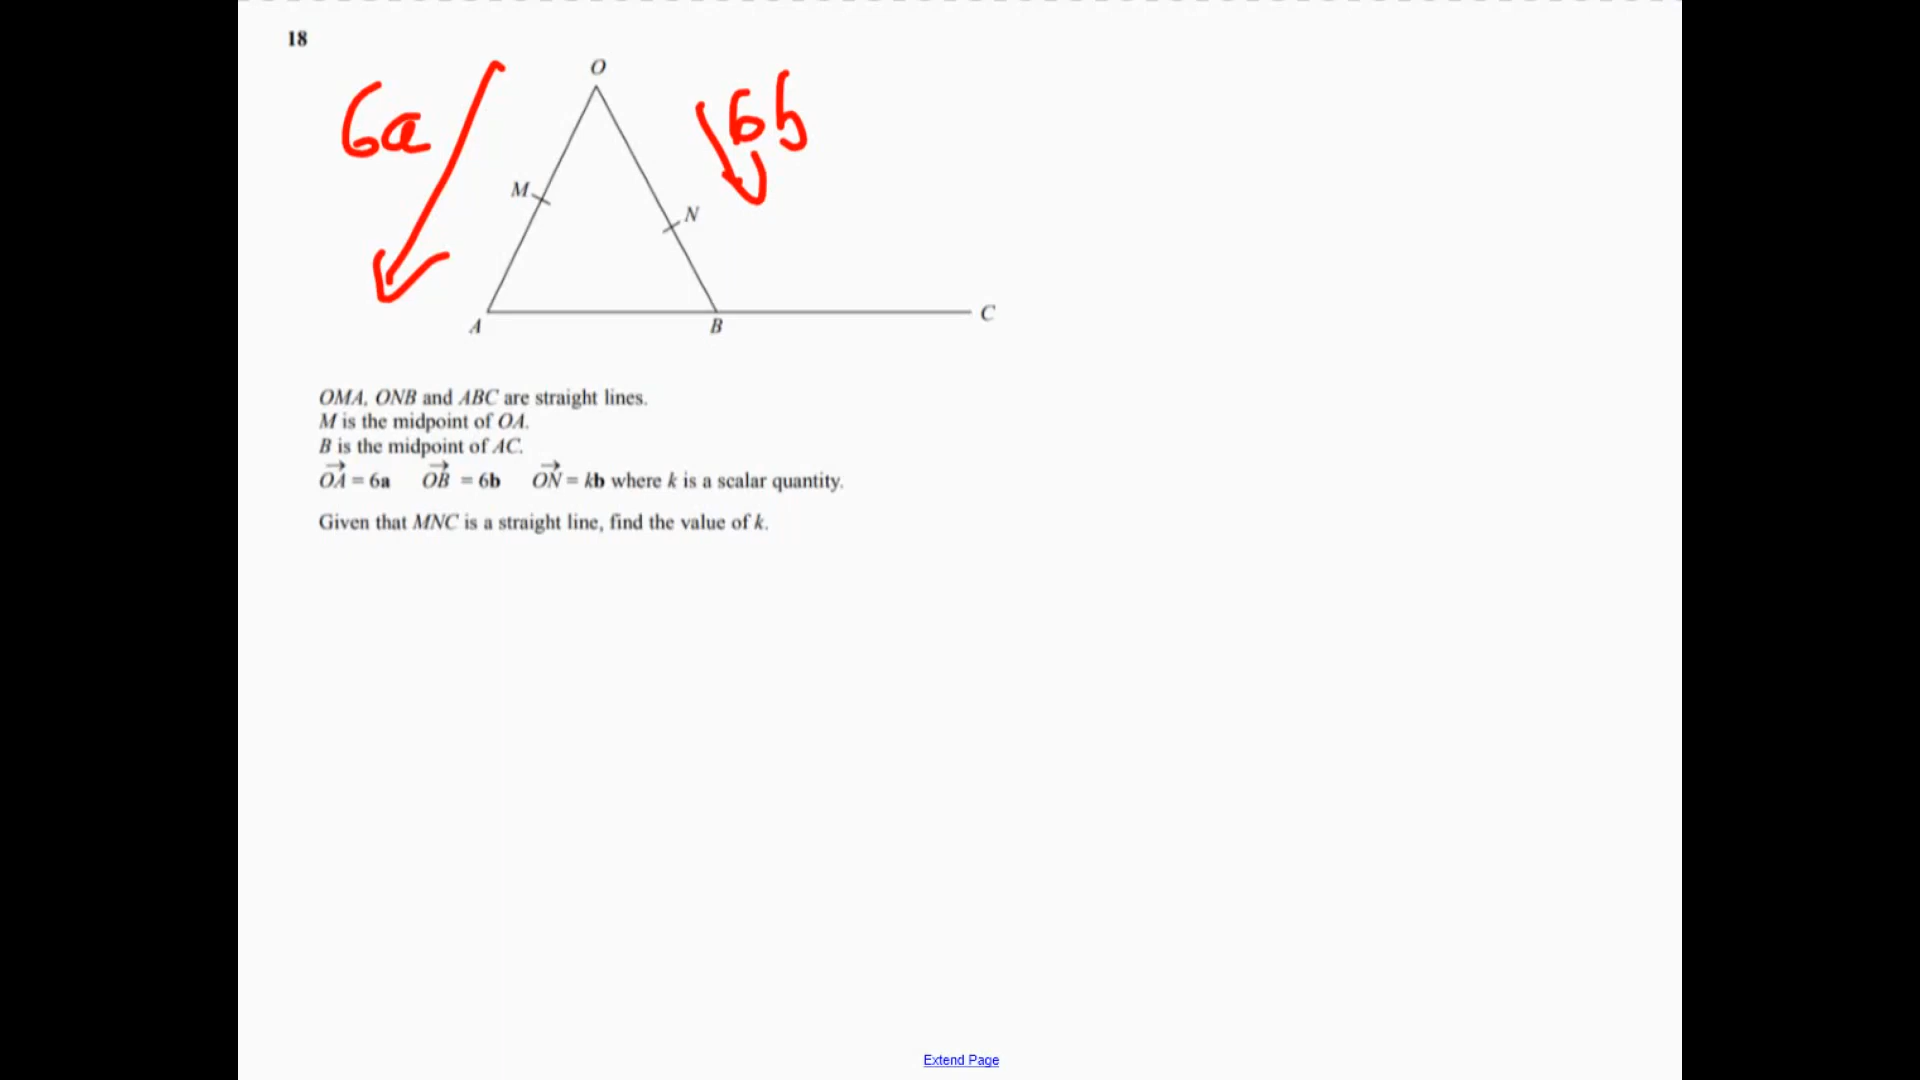 18
O
6a
6b
M
N
A
B
C
OMA, ONB and ABC are straight lines.
M is the midpoint of OA.
B is the midpoint of AC.
OA = 6a OB = 6b ON = kb where k is a scalar quantity.
Given that MNC is a straight line, find the value of k.
Extend Page